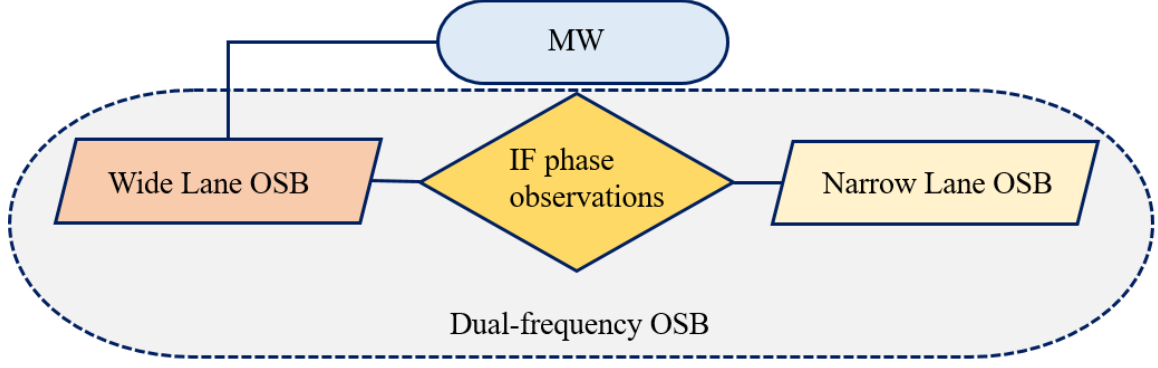 MW
Wide Lane OSB
IF phase
observations
Narrow Lane OSB
Dual-frequency OSB